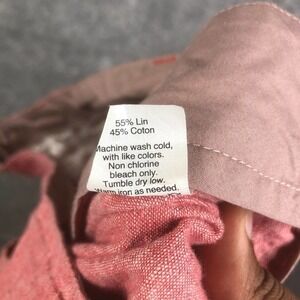 55% Lin
45% Coton
Machine wash cold,
with like colors.
Non chlorine
bleach only.
Tumble dry low.
Warm iron as needed.